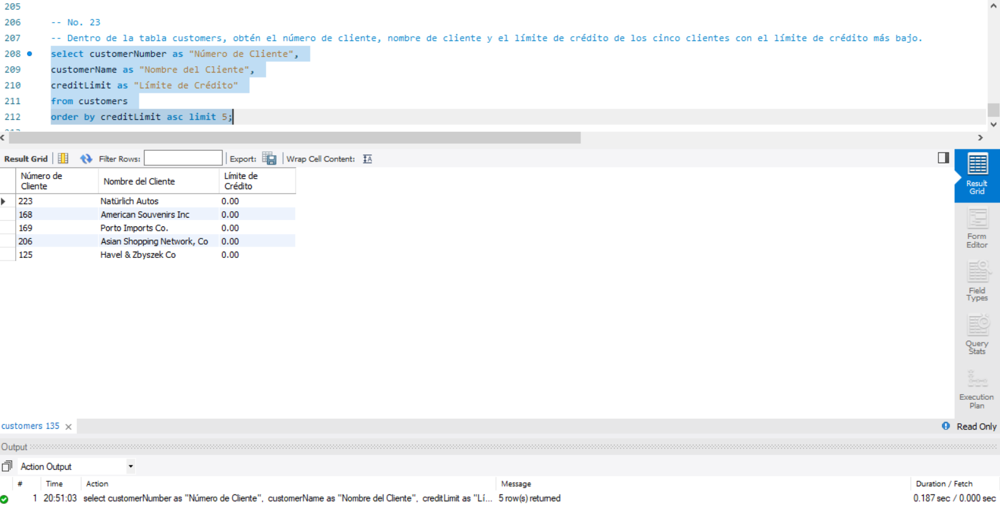 205
206 -- No. 23
207 -- Dentro de la tabla customers, obtén el número de cliente, nombre de cliente y el límite de crédito de los cinco clientes con el límite de crédito más bajo.
208 select customerNumber as "Número de Cliente",
209 customerName as "Nombre del Cliente",
210 creditLimit as "Límite de Crédito"
211 from customers
212 order by creditLimit asc limit 5;
Result Grid Filter Rows: Export: Wrap Cell Content: IA
Número de Cliente Nombre del Cliente Límite de Crédito
223 Natürlich Autos 0.00
168 American Souvenirs Inc 0.00
169 Porto Imports Co. 0.00
206 Asian Shopping Network, Co 0.00
125 Havel & Zbyszek Co 0.00
Result
Grid
Form
Editor
Field
Types
Query
Stats
Execution
Plan
customers 135 Read Only
Output
Action Output
# Time Action Message Duration / Fetch
1 20:51:03 select customerNumber as "Número de Cliente", customerName as "Nombre del Cliente", creditLimit as "Lí... 5 row(s) returned 0.187 sec / 0.000 sec